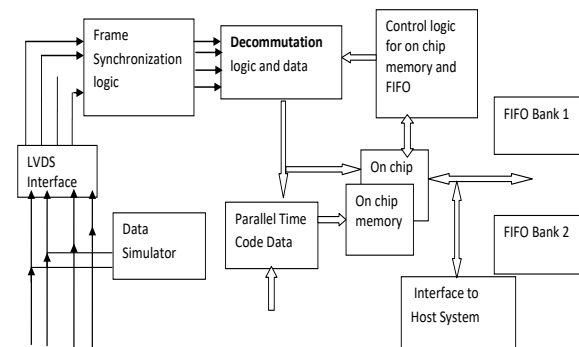 Frame
Synchronization
logic
Decommutation
logic and data
Control logic
for on chip
memory and
FIFO
FIFO Bank 1
LVDS
Interface
On chip
On chip
memory
Data
Simulator
Parallel Time
Code Data
FIFO Bank 2
Interface to
Host System